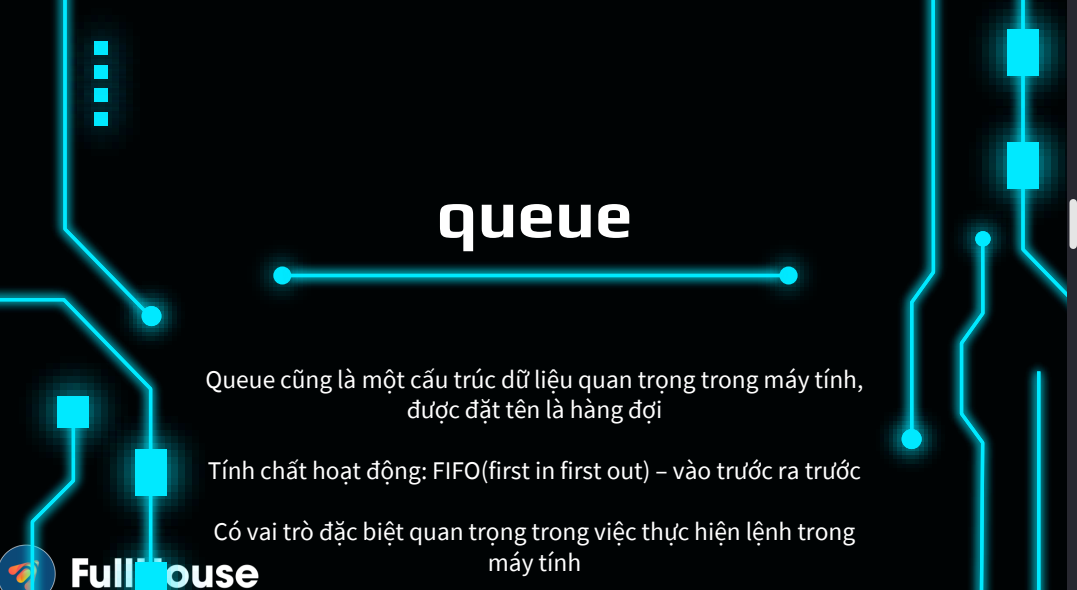 queue
Queue cũng là một cấu trúc dữ liệu quan trọng trong máy tính,
được đặt tên là hàng đợi
Tính chất hoạt động: FIFO(first in first out) – vào trước ra trước
Có vai trò đặc biệt quan trọng trong việc thực hiện lệnh trong
máy tính
FullHouse